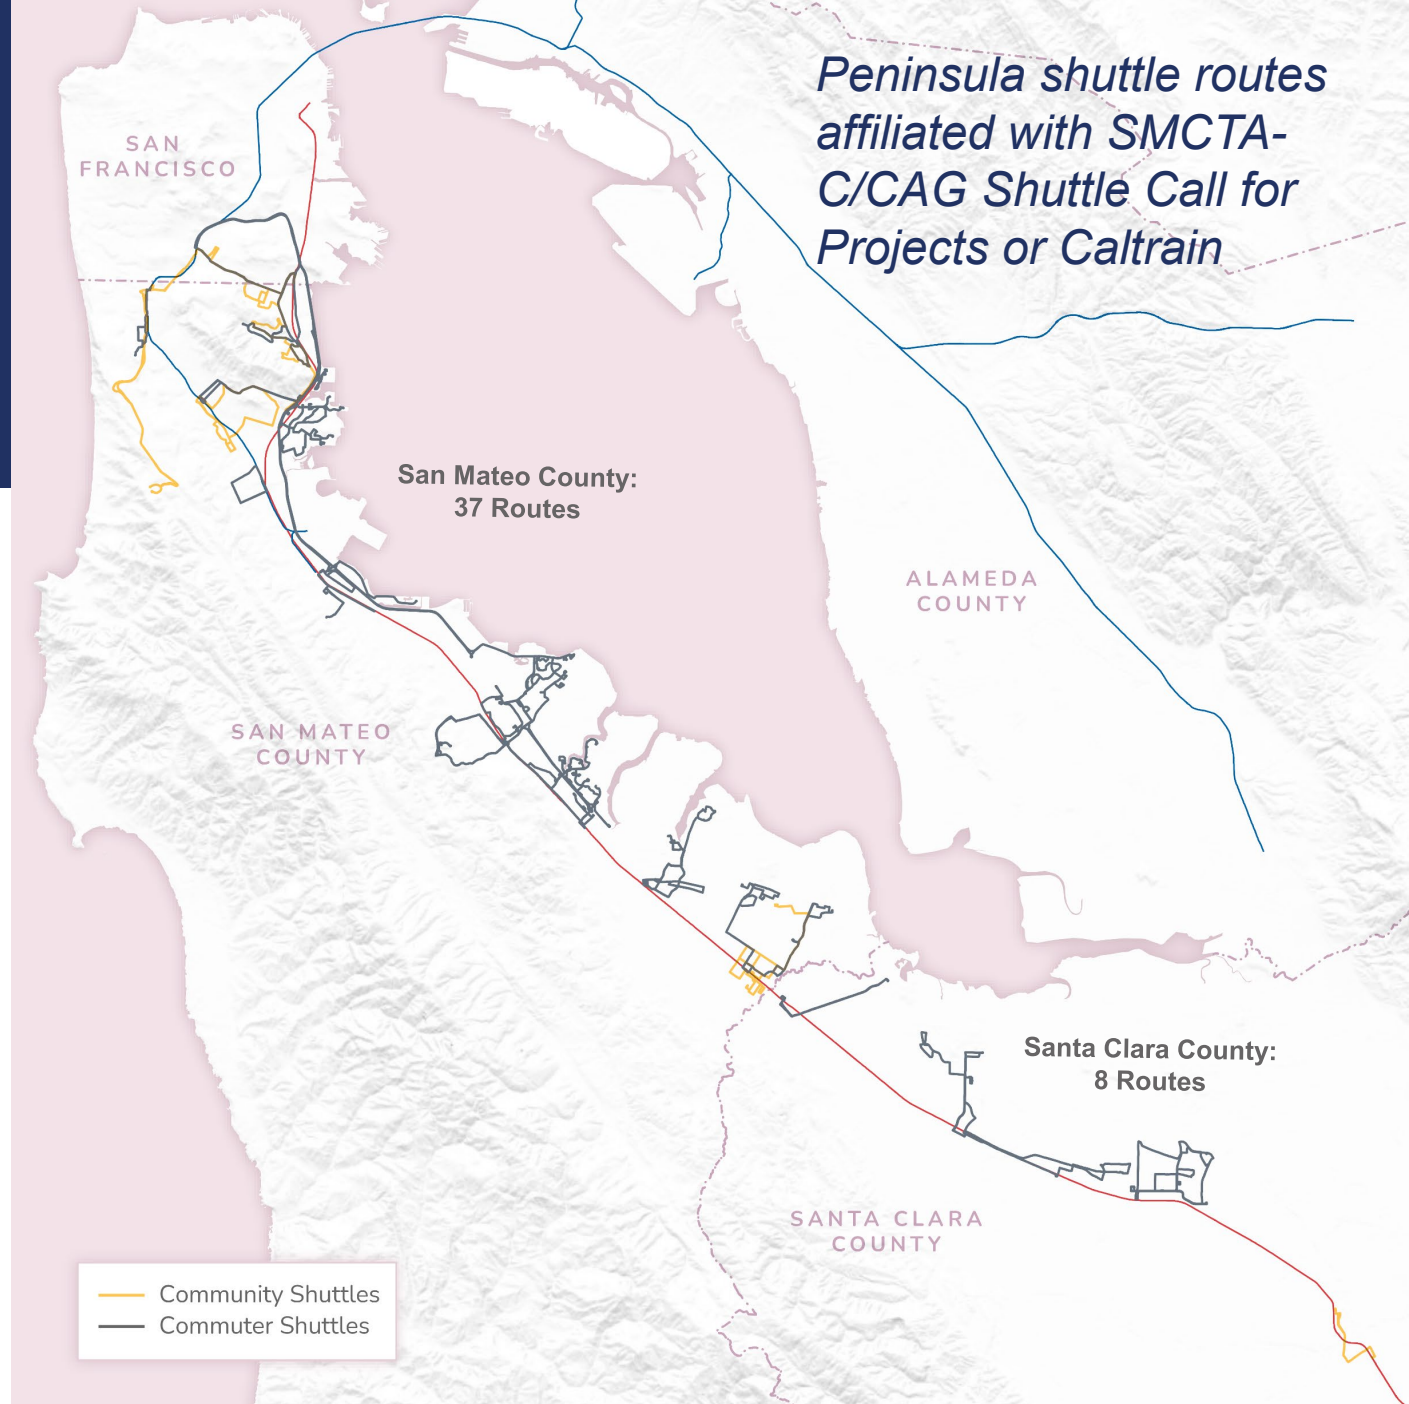 Peninsula shuttle routes
affiliated with SMCTA-
C/CAG Shuttle Call for
Projects or Caltrain
SAN
FRANCISCO
San Mateo County:
37 Routes
ALAMEDA
COUNTY
SAN MATEO
COUNTY
Santa Clara County:
8 Routes
SANTA CLARA
COUNTY
Community Shuttles
Commuter Shuttles